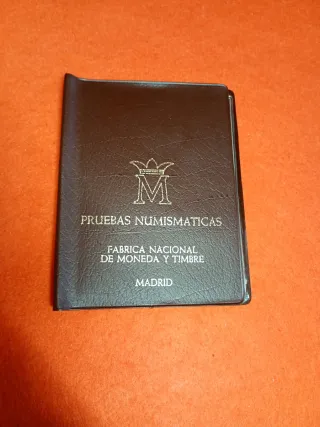 M
PRUEBAS NUMISMATICAS
FABRICA NACIONAL
DE MONEDA Y TIMBRE
MADRID